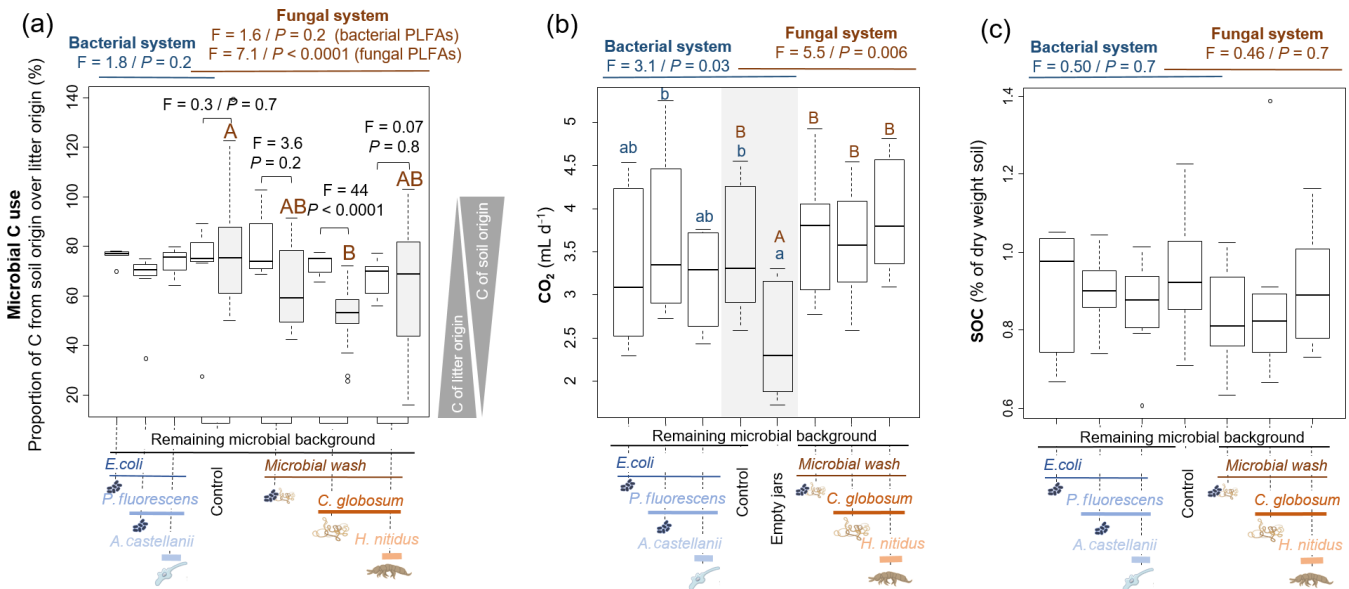 (a)
Fungal system
F = 1.6 / P = 0.2 (bacterial PLFAs)
F = 7.1 / P < 0.0001 (fungal PLFAs)
Bacterial system
F = 1.8 / P = 0.2
Microbial C use
Proportion of C from soil origin over litter origin (%)
140
120
100
80
60
40
20
F = 0.3 / P = 0.7
A
F = 3.6
P = 0.2
AB
F = 44
P < 0.0001
B
F = 0.07
P = 0.8
AB
C of litter origin
C of soil origin
Remaining microbial background
E.coli
P. fluorescens
A.castellanii
Control
Microbial wash
C. globosum
H. nitidus
(b)
Bacterial system
F = 3.1 / P = 0.03
Fungal system
F = 5.5 / P = 0.006
CO₂ (mL d⁻¹)
5
4.5
4
3.5
3
2.5
2
ab
b
ab
B
b
A
a
B
B
B
Remaining microbial background
E.coli
P. fluorescens
A.castellanii
Control
Empty jars
Microbial wash
C. globosum
H. nitidus
(c)
Bacterial system
F = 0.50 / P = 0.7
Fungal system
F = 0.46 / P = 0.7
SOC (% of dry weight soil)
1.4
1.2
1.0
0.8
0.6
Remaining microbial background
E.coli
P. fluorescens
A.castellanii
Control
Microbial wash
C. globosum
H. nitidus